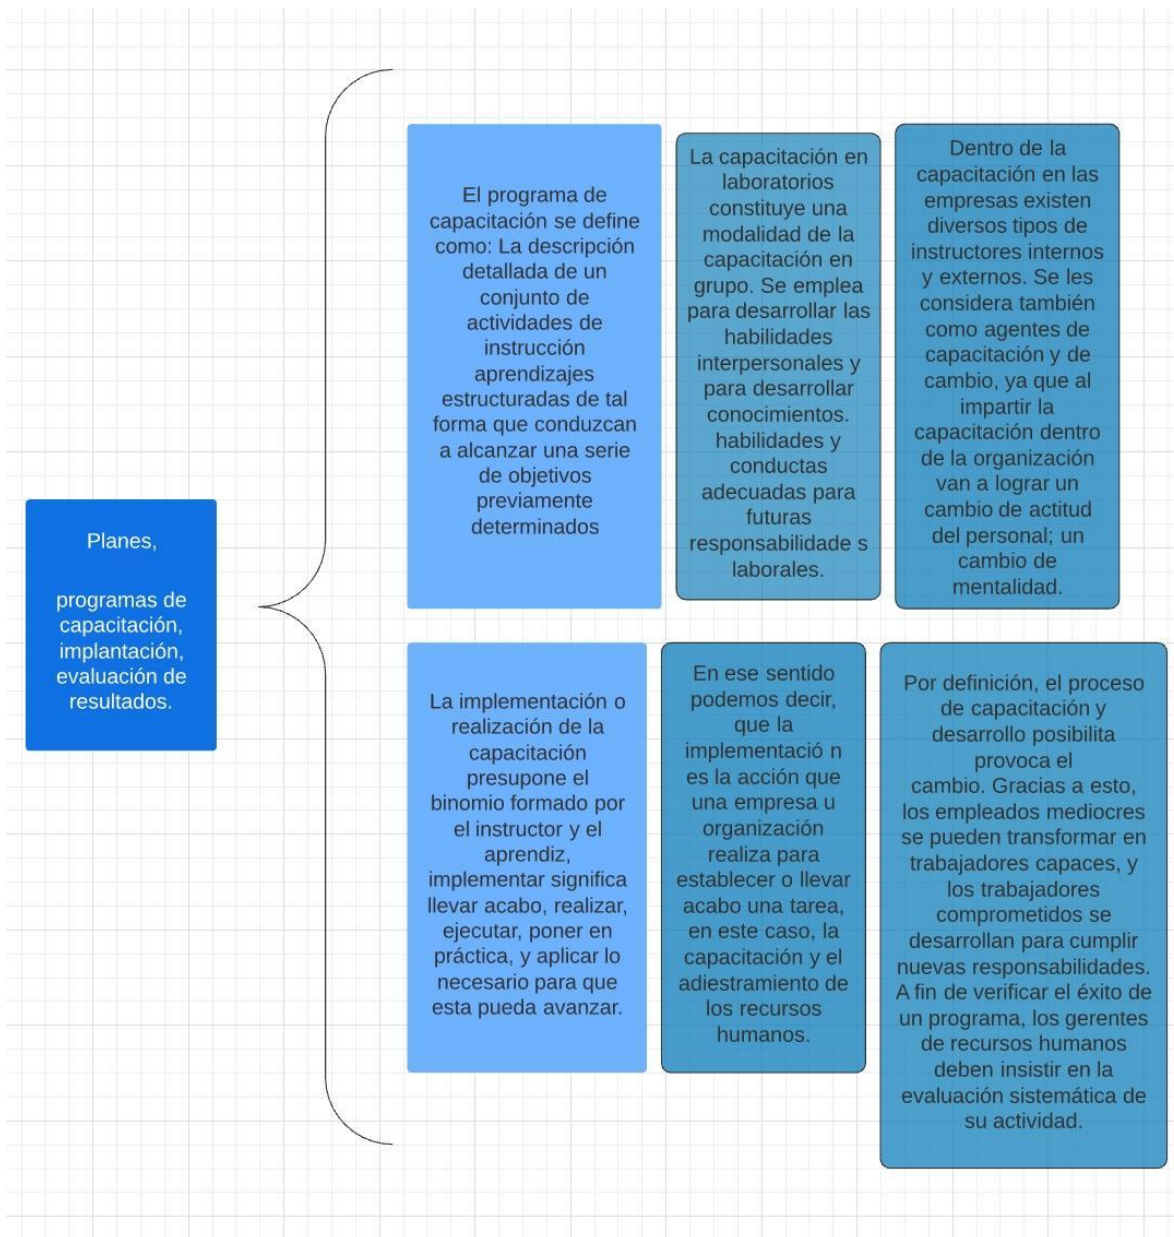 Planes,
programas de
capacitación,
implantación,
evaluación de
resultados.
El programa de
capacitación se define
como: La descripción
detallada de un
conjunto de
actividades de
instrucción
aprendizajes
estructuradas de tal
forma que conduzcan
a alcanzar una serie
de objetivos
previamente
determinados
La capacitación en
laboratorios
constituye una
modalidad de la
capacitación en
grupo. Se emplea
para desarrollar las
habilidades
interpersonales y
para desarrollar
conocimientos.
habilidades y
conductas
adecuadas para
futuras
responsabilidade s
laborales.
Dentro de la
capacitación en las
empresas existen
diversos tipos de
instructores internos
y externos. Se les
considera también
como agentes de
capacitación y de
cambio, ya que al
impartir la
capacitación dentro
de la organización
van a lograr un
cambio de actitud
del personal; un
cambio de
mentalidad.
La implementación o
realización de la
capacitación
presupone el
binomio formado por
el instructor y el
aprendiz,
implementar significa
llevar acabo, realizar,
ejecutar, poner en
práctica, y aplicar lo
necesario para que
esta pueda avanzar.
En ese sentido
podemos decir,
que la
implementació n
es la acción que
una empresa u
organización
realiza para
establecer o llevar
acabo una tarea,
en este caso, la
capacitación y el
adiestramiento de
los recursos
humanos.
Por definición, el proceso
de capacitación y
desarrollo posibilita
provoca el
cambio. Gracias a esto,
los empleados mediocres
se pueden transformar en
trabajadores capaces, y
los trabajadores
comprometidos se
desarrollan para cumplir
nuevas responsabilidades.
A fin de verificar el éxito de
un programa, los gerentes
de recursos humanos
deben insistir en la
evaluación sistemática de
su actividad.